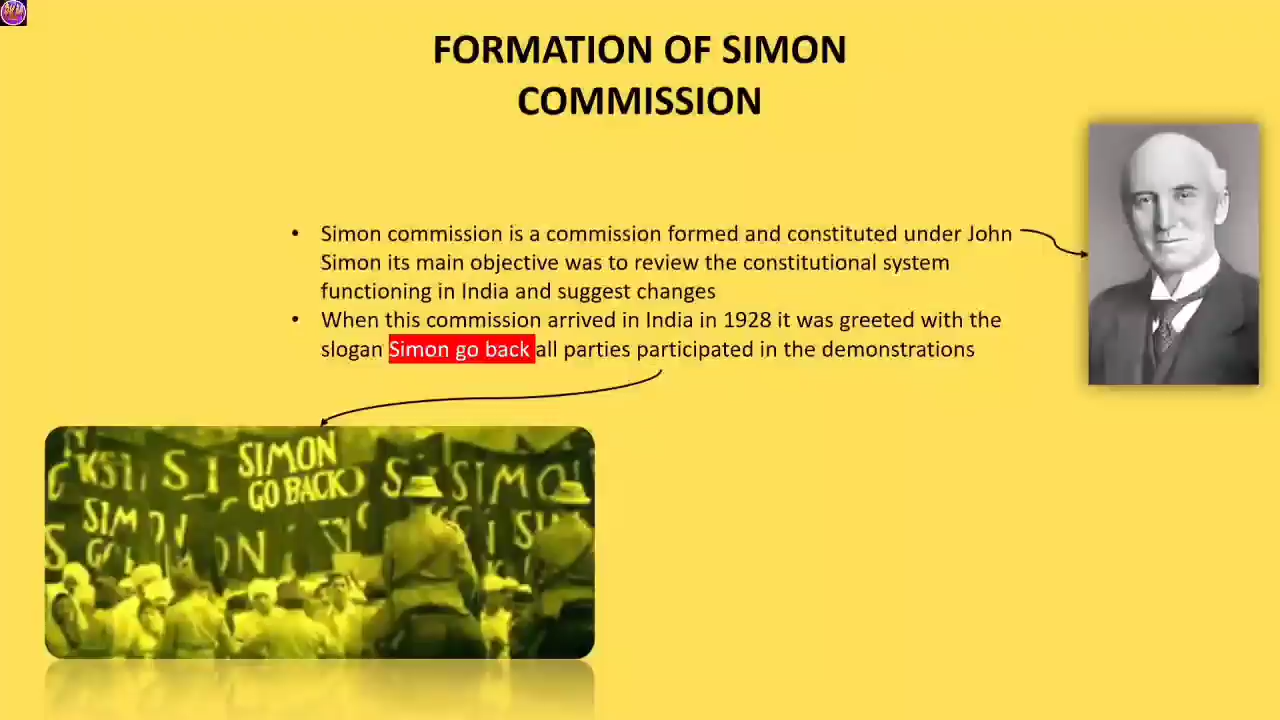 FORMATION OF SIMON
COMMISSION
• Simon commission is a commission formed and constituted under John
Simon its main objective was to review the constitutional system
functioning in India and suggest changes
• When this commission arrived in India in 1928 it was greeted with the
slogan Simon go back all parties participated in the demonstrations
SIMON
GO BACK